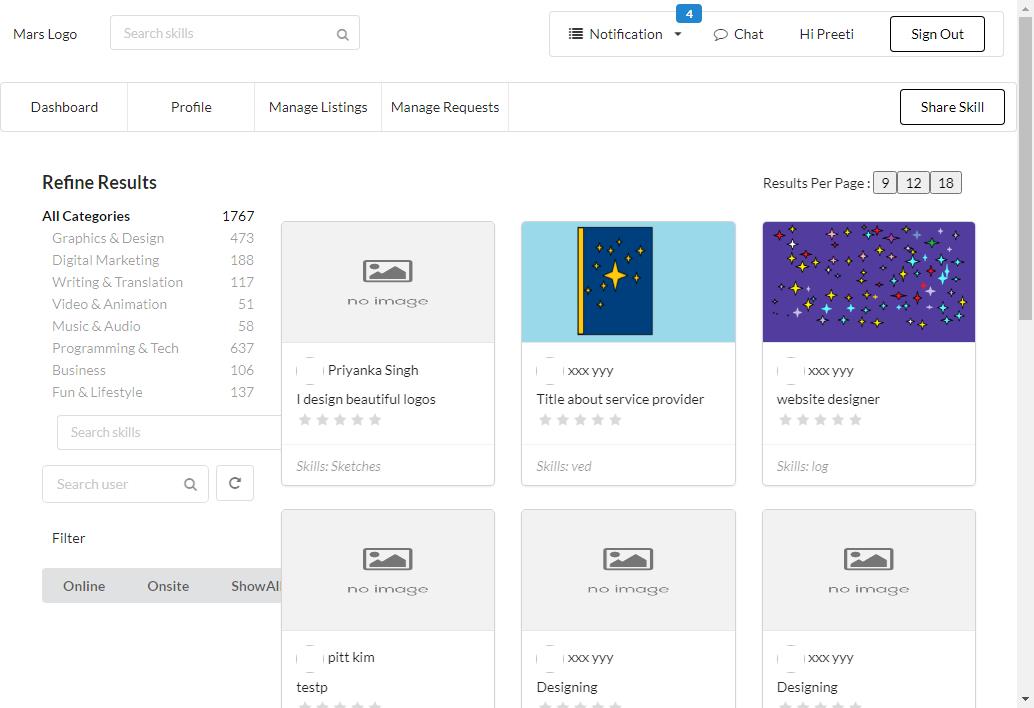 4
Mars Logo
Search skills
Notification
Chat
Hi Preeti
Sign Out
Dashboard
Profile
Manage Listings
Manage Requests
Share Skill
Refine Results
Results Per Page : 9 12 18
All Categories 1767
Graphics & Design 473
Digital Marketing 188
Writing & Translation 117
Video & Animation 51
Music & Audio 58
Programming & Tech 637
Business 106
Fun & Lifestyle 137
Search skills
Search user
Filter
Online Onsite ShowAll
no image
Priyanka Singh
I design beautiful logos
Skills: Sketches
xxx yyy
Title about service provider
Skills: ved
xxx yyy
website designer
Skills: log
no image
pitt kim
testp
no image
xxx yyy
Designing
no image
xxx yyy
Designing